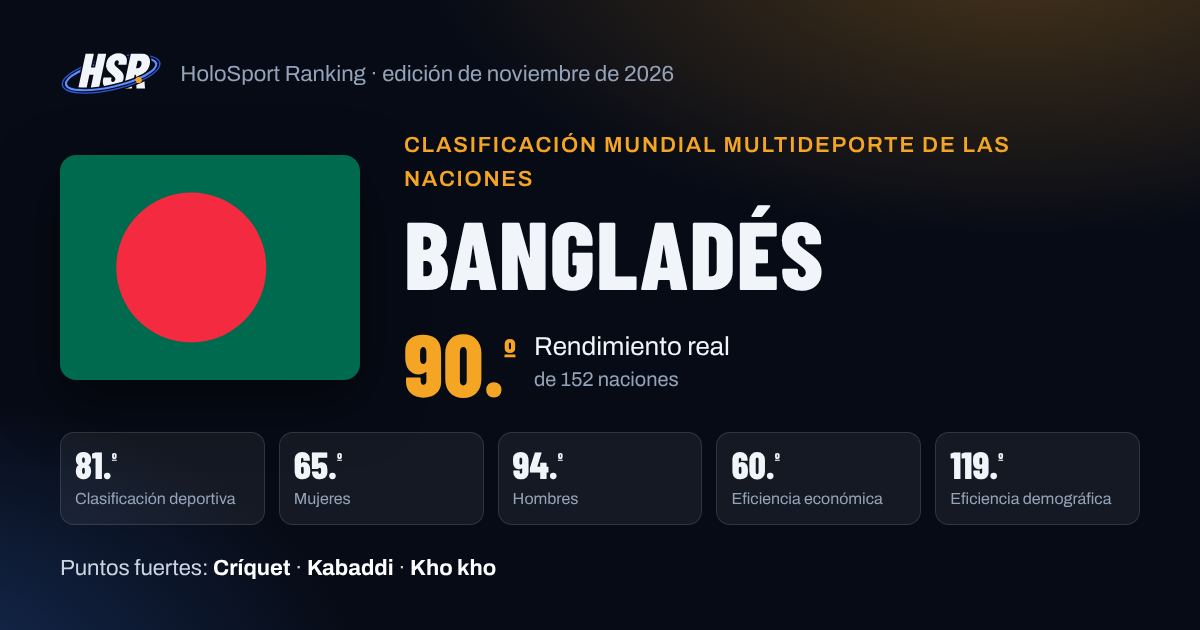 HSR HoloSport Ranking · edición de noviembre de 2026
CLASIFICACIÓN MUNDIAL MULTIDEPORTE DE LAS
NACIONES
BANGLADÉS
90.º Rendimiento real
de 152 naciones
81.º
Clasificación deportiva
65.º
Mujeres
94.º
Hombres
60.º
Eficiencia económica
119.º
Eficiencia demográfica
Puntos fuertes: Críquet · Kabaddi · Kho kho